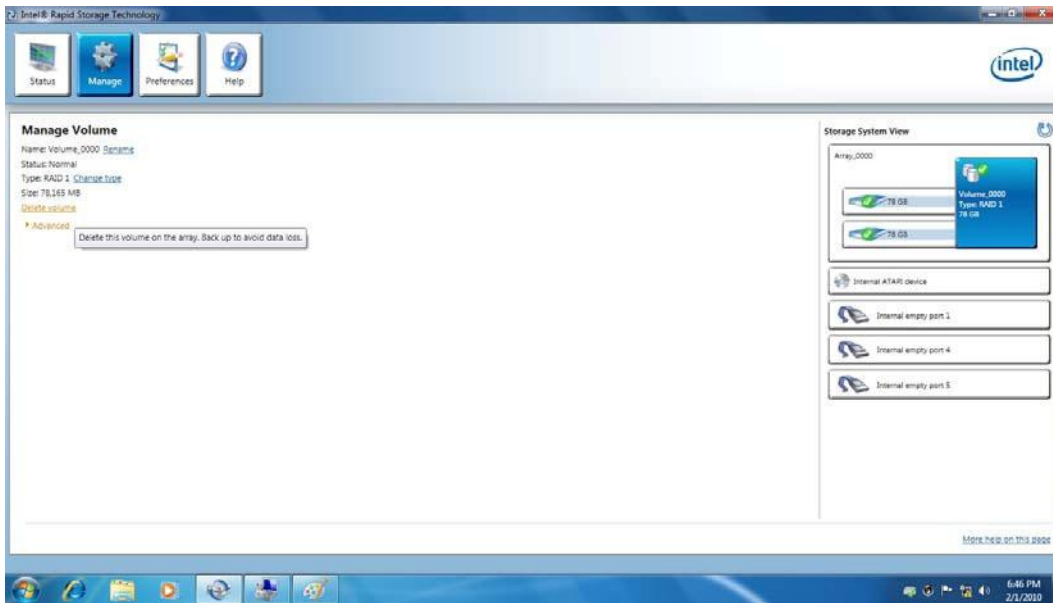 Intel® Rapid Storage Technology
Status
Manage
Preferences
Help
intel
Manage Volume
Name: Volume_0000 Rename
Status: Normal
Type: RAID 1 Change type
Size: 78,165 MB
Delete volume
Advanced
Delete this volume on the array. Back up to avoid data loss.
Storage System View
Array_0000
78 GB
78 GB
Volume_0000
Type: RAID 1
78 GB
Internal ATAPI device
Internal empty port 1
Internal empty port 4
Internal empty port 5
More help on this page
6:46 PM
2/1/2010